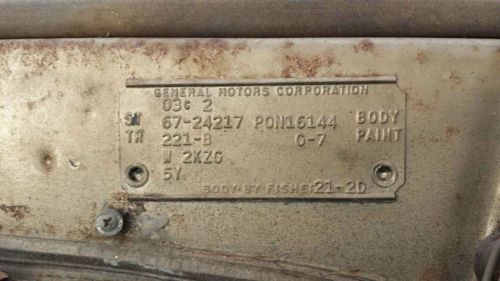 GENERAL MOTORS CORPORATION
03C 2
ST 67-24217 PON16144 BODY
TR 221-B G-7 PAINT
W 2KZG
5Y
BODY BY FISHER 21-2D